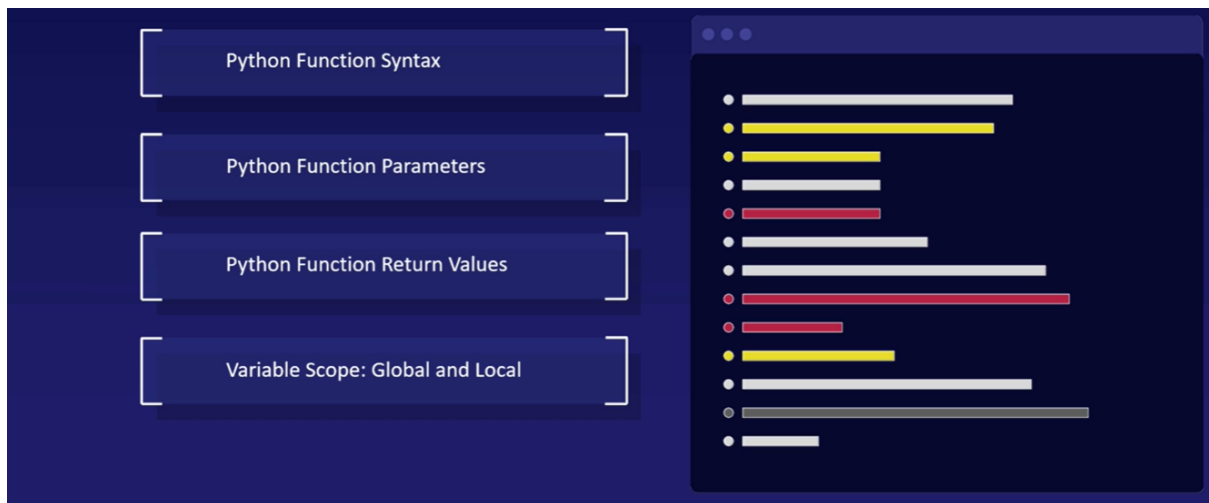 Python Function Syntax
Python Function Parameters
Python Function Return Values
Variable Scope: Global and Local